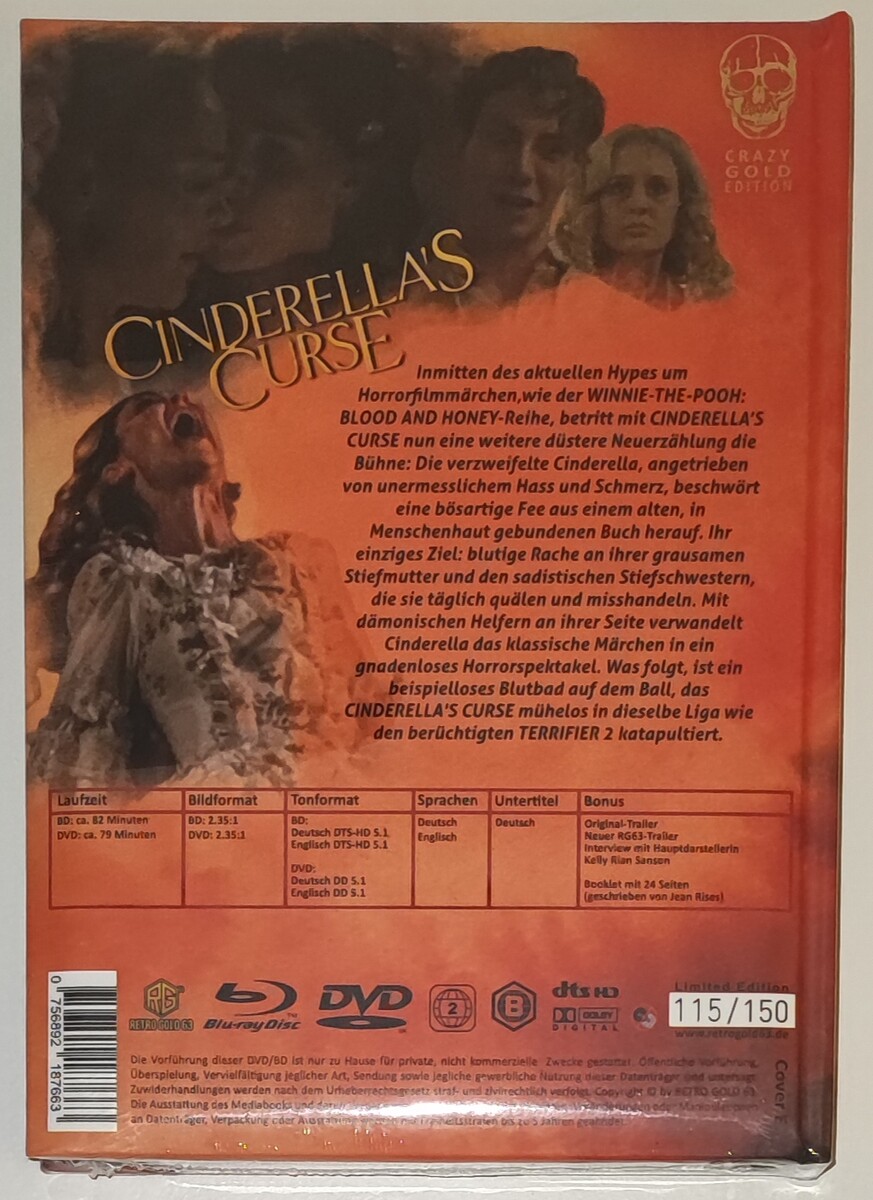 CRAZY
GOLD
EDITION
CINDERELLA'S
CURSE
Inmitten des aktuellen Hypes um
Horrorfilmmärchen,wie der WINNIE-THE-POOH:
BLOOD AND HONEY-Reihe, betritt mit CINDERELLA'S
CURSE nun eine weitere düstere Neuerzählung die
Bühne: Die verzweifelte Cinderella, angetrieben
von unermesslichem Hass und Schmerz, beschwört
eine bösartige Fee aus einem alten, in
Menschenhaut gebundenen Buch herauf. Ihr
einziges Ziel: blutige Rache an ihrer grausamen
Stiefmutter und den sadistischen Stiefschwestern,
die sie täglich quälen und misshandeln. Mit
dämonischen Helfern an ihrer Seite verwandelt
Cinderella das klassische Märchen in ein
gnadenloses Horrorspektakel. Was folgt, ist ein
beispielloses Blutbad auf dem Ball, das
CINDERELLA'S CURSE mühelos in dieselbe Liga wie
den berüchtigten TERRIFIER 2 katapultiert.
Laufzeit
BD: ca. 82 Minuten
DVD: ca. 79 Minuten
Bildformat
BD: 2.35:1
DVD: 2.35:1
Tonformat
BD:
Deutsch DTS-HD 5.1
Englisch DTS-HD 5.1
DVD:
Deutsch DD 5.1
Englisch DD 5.1
Sprachen
Deutsch
Englisch
Untertitel
Deutsch
Bonus
Original-Trailer
Neuer RG63-Trailer
Interview mit Hauptdarstellerin
Kelly Rian Sanson
Booklet mit 24 Seiten
(geschrieben von Jean Rises)
0 756892 187663
RG
RETRO GOLD 63
Blu-ray Disc™
DVD
2
B
dts HD
DOLBY
DIGITAL
Limited Edition
115/150
www.retrogold63.de
Cover
Die Vorführung dieser DVD/BD ist nur zu Hause für private, nicht kommerzielle Zwecke gestattet. Öffentliche Vorführung,
Überspielung, Vervielfältigung jeglicher Art, Sendung sowie jegliche gewerbliche Nutzung dieser Datenträger sind untersagt.
Zuwiderhandlungen werden nach dem Urheberrechtsgesetz straf- und zivilrechtlich verfolgt. Copyright © by RETRO GOLD 63
Die Ausstattung des Mediabooks und
an Datenträger, Verpackung oder bis zu 5 Jahren geahndet.